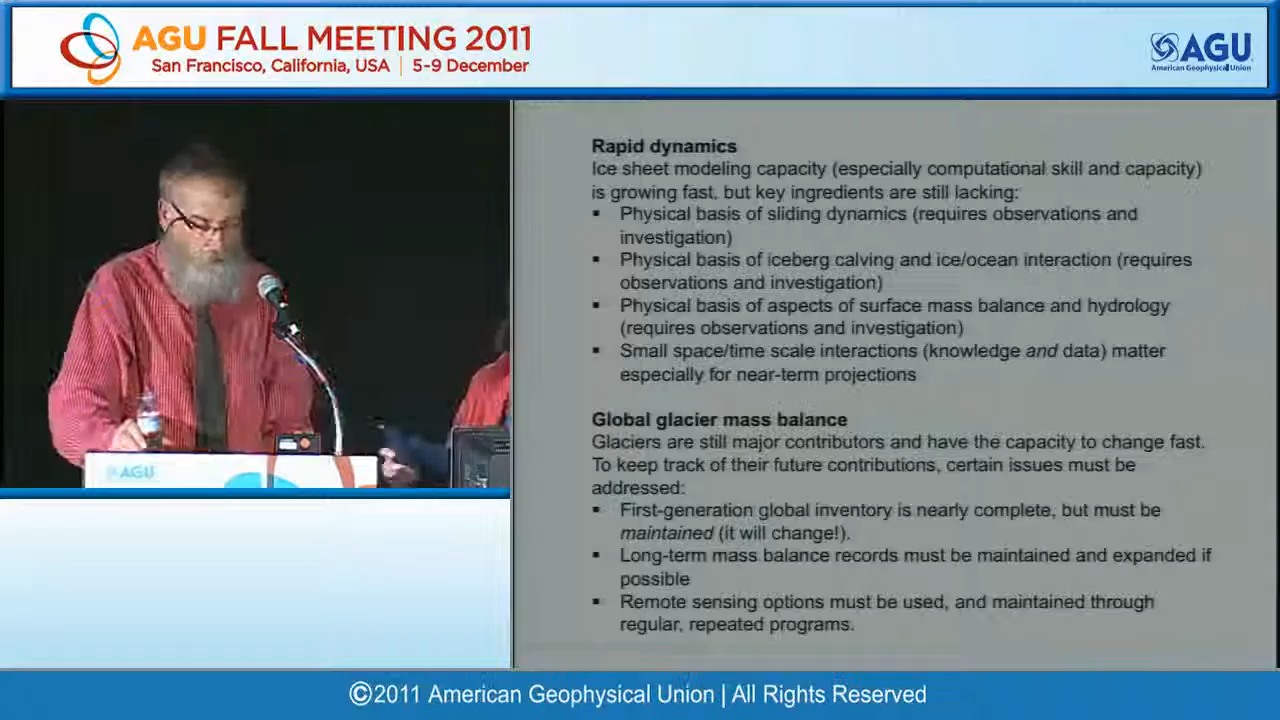 AGU FALL MEETING 2011
San Francisco, California, USA | 5-9 December
AGU
American Geophysical Union
Rapid dynamics
Ice sheet modeling capacity (especially computational skill and capacity)
is growing fast, but key ingredients are still lacking:
▪ Physical basis of sliding dynamics (requires observations and
investigation)
▪ Physical basis of iceberg calving and ice/ocean interaction (requires
observations and investigation)
▪ Physical basis of aspects of surface mass balance and hydrology
(requires observations and investigation)
▪ Small space/time scale interactions (knowledge and data) matter
especially for near-term projections
Global glacier mass balance
Glaciers are still major contributors and have the capacity to change fast.
To keep track of their future contributions, certain issues must be
addressed:
▪ First-generation global inventory is nearly complete, but must be
maintained (it will change!).
▪ Long-term mass balance records must be maintained and expanded if
possible
▪ Remote sensing options must be used, and maintained through
regular, repeated programs.
AGU
©2011 American Geophysical Union | All Rights Reserved